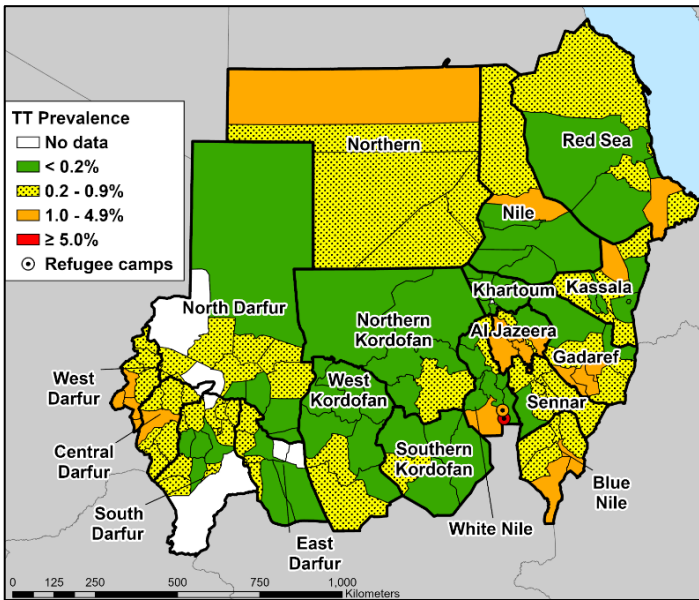 TT Prevalence
No data
< 0.2%
0.2 - 0.9%
1.0 - 4.9%
≥ 5.0%
Refugee camps
Northern
Red Sea
Nile
Khartoum
Kassala
North Darfur
Northern
Kordofan
Al Jazeera
Gadaref
West
Darfur
West
Kordofan
Sennar
Central
Darfur
Southern
Kordofan
South
Darfur
East
Darfur
White Nile
Blue
Nile
0 125 250 500 750 1,000
Kilometers